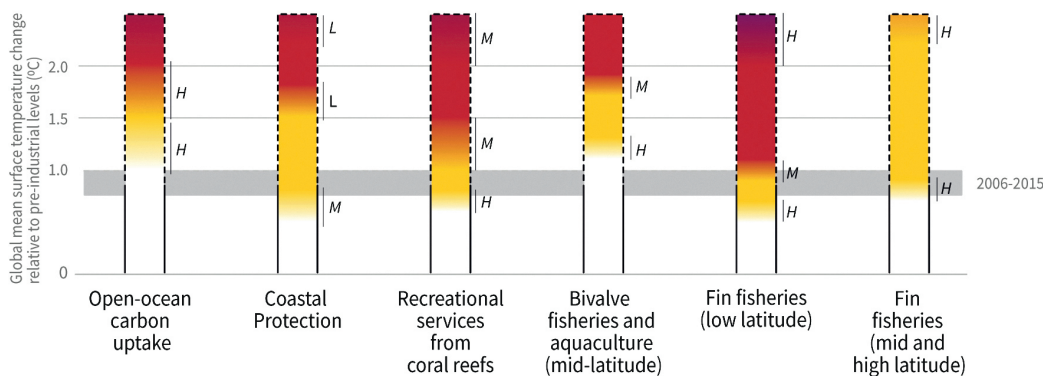 Global mean surface temperature change
relative to pre-industrial levels (ºC)
2.0
1.5
1.0
0
H
H
L
L
M
M
M
H
M
H
H
M
H
H
H
2006-2015
Open-ocean
carbon
uptake
Coastal
Protection
Recreational
services
from
coral reefs
Bivalve
fisheries and
aquaculture
(mid-latitude)
Fin fisheries
(low latitude)
Fin
fisheries
(mid and
high latitude)